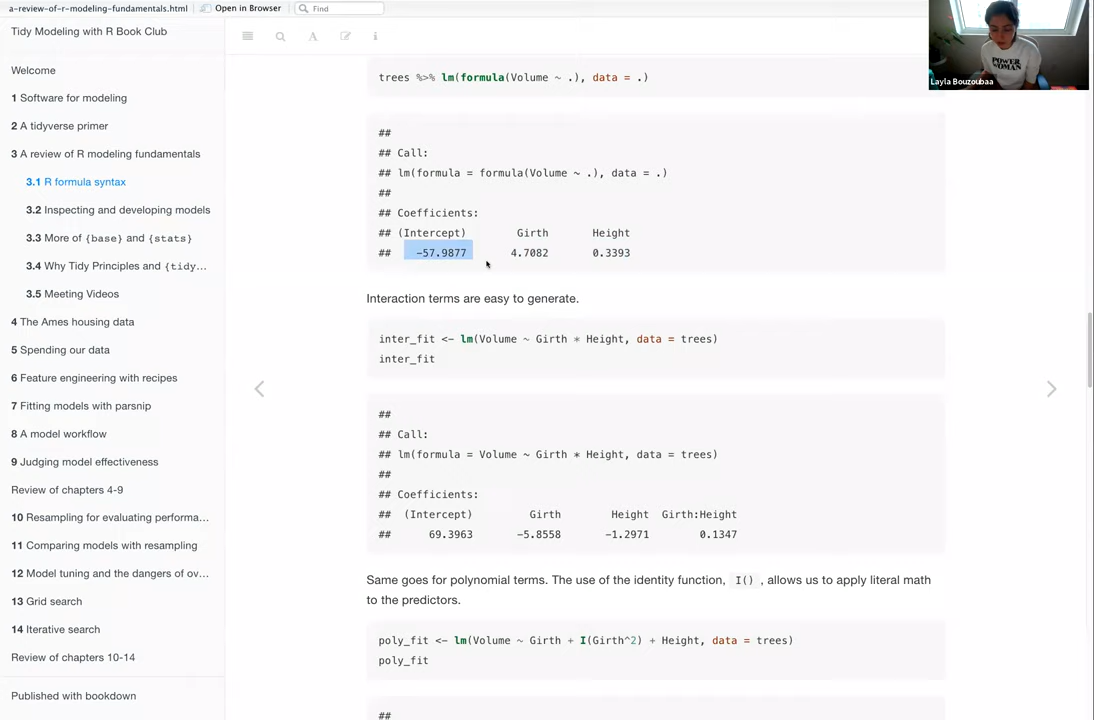 a-review-of-r-modeling-fundamentals.html
Open in Browser
Find
Tidy Modeling with R Book Club
Welcome
1 Software for modeling
2 A tidyverse primer
3 A review of R modeling fundamentals
3.1 R formula syntax
3.2 Inspecting and developing models
3.3 More of {base} and {stats}
3.4 Why Tidy Principles and {tidy…
3.5 Meeting Videos
4 The Ames housing data
5 Spending our data
6 Feature engineering with recipes
7 Fitting models with parsnip
8 A model workflow
9 Judging model effectiveness
Review of chapters 4-9
10 Resampling for evaluating performa…
11 Comparing models with resampling
12 Model tuning and the dangers of ov…
13 Grid search
14 Iterative search
Review of chapters 10-14
Published with bookdown
trees %>% lm(formula(Volume ~ .), data = .)
##
## Call:
## lm(formula = formula(Volume ~ .), data = .)
##
## Coefficients:
## (Intercept) Girth Height
## -57.9877 4.7082 0.3393
Interaction terms are easy to generate.
inter_fit <- lm(Volume ~ Girth * Height, data = trees)
inter_fit
##
## Call:
## lm(formula = Volume ~ Girth * Height, data = trees)
##
## Coefficients:
## (Intercept) Girth Height Girth:Height
## 69.3963 -5.8558 -1.2971 0.1347
Same goes for polynomial terms. The use of the identity function, I() , allows us to apply literal math
to the predictors.
poly_fit <- lm(Volume ~ Girth + I(Girth^2) + Height, data = trees)
poly_fit
##
POWER
WOMAN
Layla Bouzoubaa